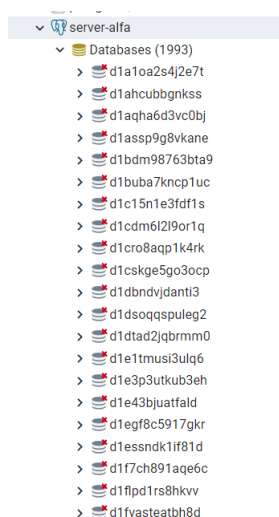 server-alfa
Databases (1993)
d1a1oa2s4j2e7t
d1ahcubbgnkss
d1aqha6d3vc0bj
d1assp9g8vkane
d1bdm98763bta9
d1buba7kncp1uc
d1c15n1e3fdf1s
d1cdm6l2l9or1q
d1cro8aqp1k4rk
d1cskge5go3ocp
d1dbndvjdanti3
d1dsoqqspuleg2
d1dtad2jqbrmm0
d1e1tmusi3ulq6
d1e3p3utkub3eh
d1e43bjuatfald
d1egf8c5917gkr
d1essndk1if81d
d1f7ch891aqe6c
d1flpd1rs8hkvv
d1fvasteatbh8d